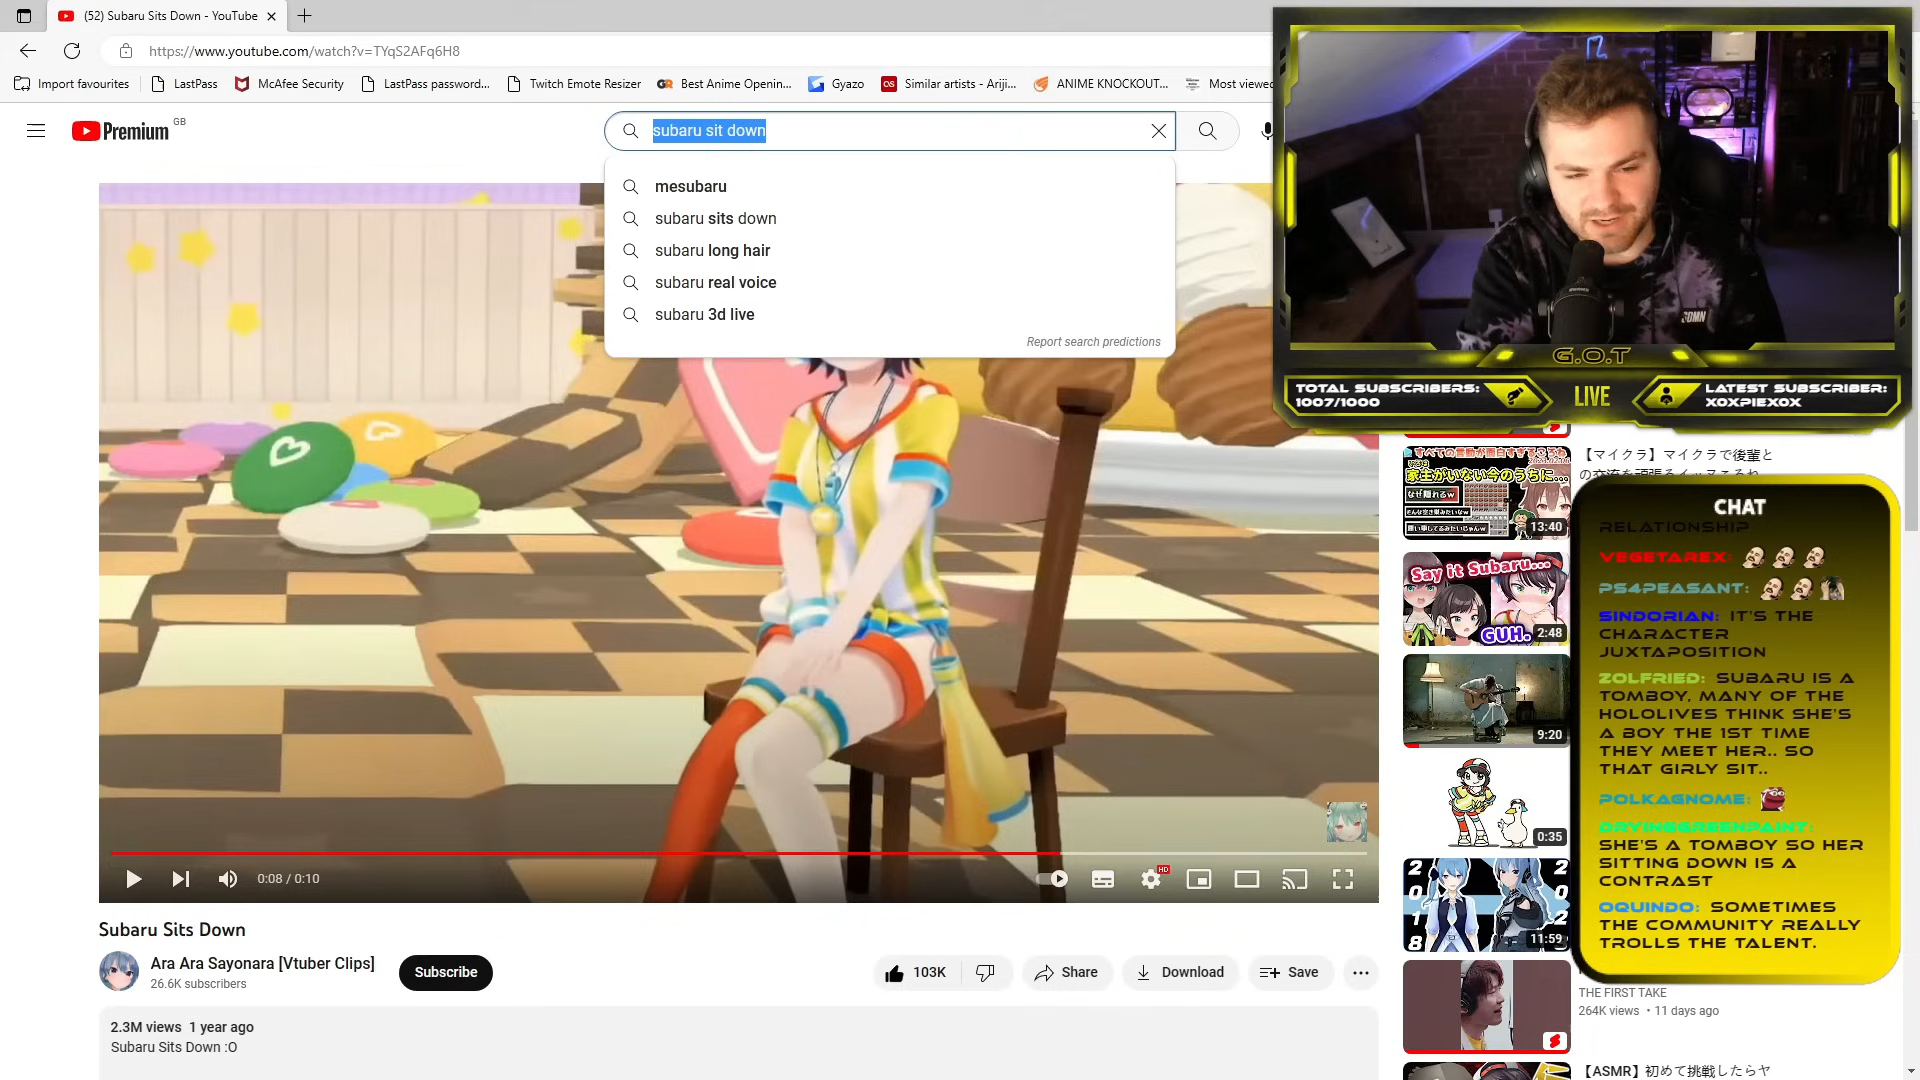 (52) Subaru Sits Down - YouTube
https://www.youtube.com/watch?v=TYqS2AFq6H8
Import favourites
LastPass
McAfee Security
LastPass password...
Twitch Emote Resizer
Best Anime Openin...
Gyazo
Similar artists - Ariji...
ANIME KNOCKOUT...
Most viewed
Premium GB
subaru sit down
mesubaru
subaru sits down
subaru long hair
subaru real voice
subaru 3d live
Report search predictions
G.O.T
TOTAL SUBSCRIBERS:
1007/1000
LIVE
LATEST SUBSCRIBER:
X0XPIEX0X
【マイクラ】マイクラで後輩と
13:40
Say it Subaru...
GUH.
2:48
9:20
0:35
2018
11:59
CHAT
RELATIONSHIP
VEGETAREX:
PS4PEASANT:
SINDORIAN: IT'S THE
CHARACTER
JUXTAPOSITION
ZOLFRIED: SUBARU IS A
TOMBOY, MANY OF THE
HOLOLIVES THINK SHE'S
A BOY THE 1ST TIME
THEY MEET HER.. SO
THAT GIRLY SIT..
POLKAGNOME:
DRYINGGREENPAINT:
SHE'S A TOMBOY SO HER
SITTING DOWN IS A
CONTRAST
OQUINDO: SOMETIMES
THE COMMUNITY REALLY
TROLLS THE TALENT.
0:08 / 0:10
HD
Subaru Sits Down
Ara Ara Sayonara [Vtuber Clips]
26.6K subscribers
Subscribe
103K
Share
Download
Save
2.3M views 1 year ago
Subaru Sits Down :O
THE FIRST TAKE
264K views • 11 days ago
【ASMR】初めて挑戦したらヤ